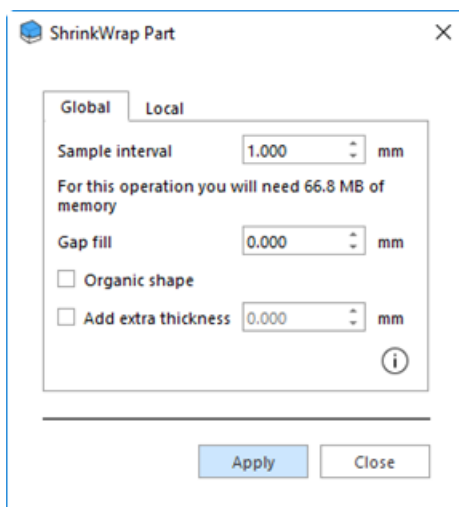 ShrinkWrap Part
Global Local
Sample interval 1.000 mm
For this operation you will need 66.8 MB of
memory
Gap fill 0.000 mm
Organic shape
Add extra thickness 0.000 mm
Apply Close